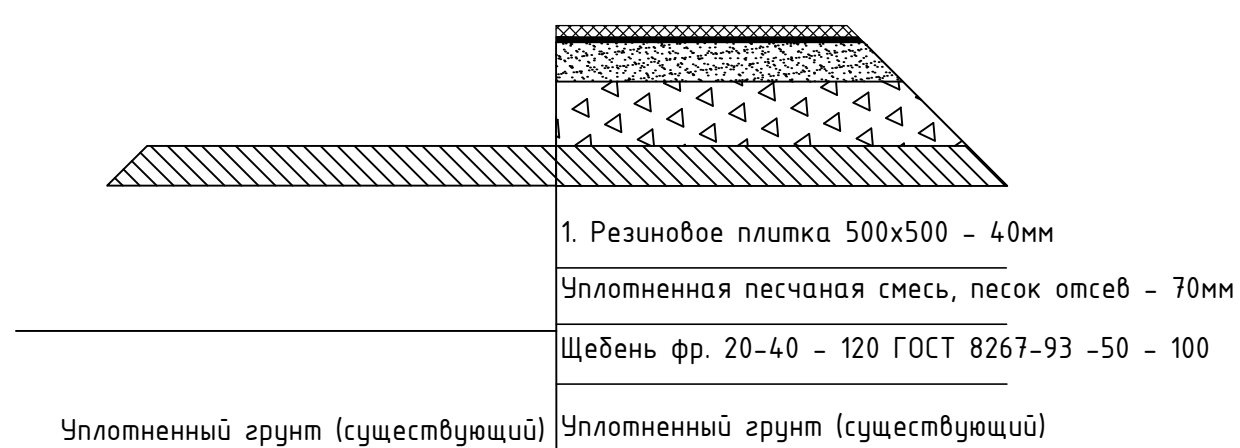 1. Резиновое плитка 500х500 - 40мм
Уплотненная песчаная смесь, песок отсев - 70мм
Щебень фр. 20-40 - 120 ГОСТ 8267-93 -50 - 100
Уплотненный грунт (существующий)
Уплотненный грунт (существующий)